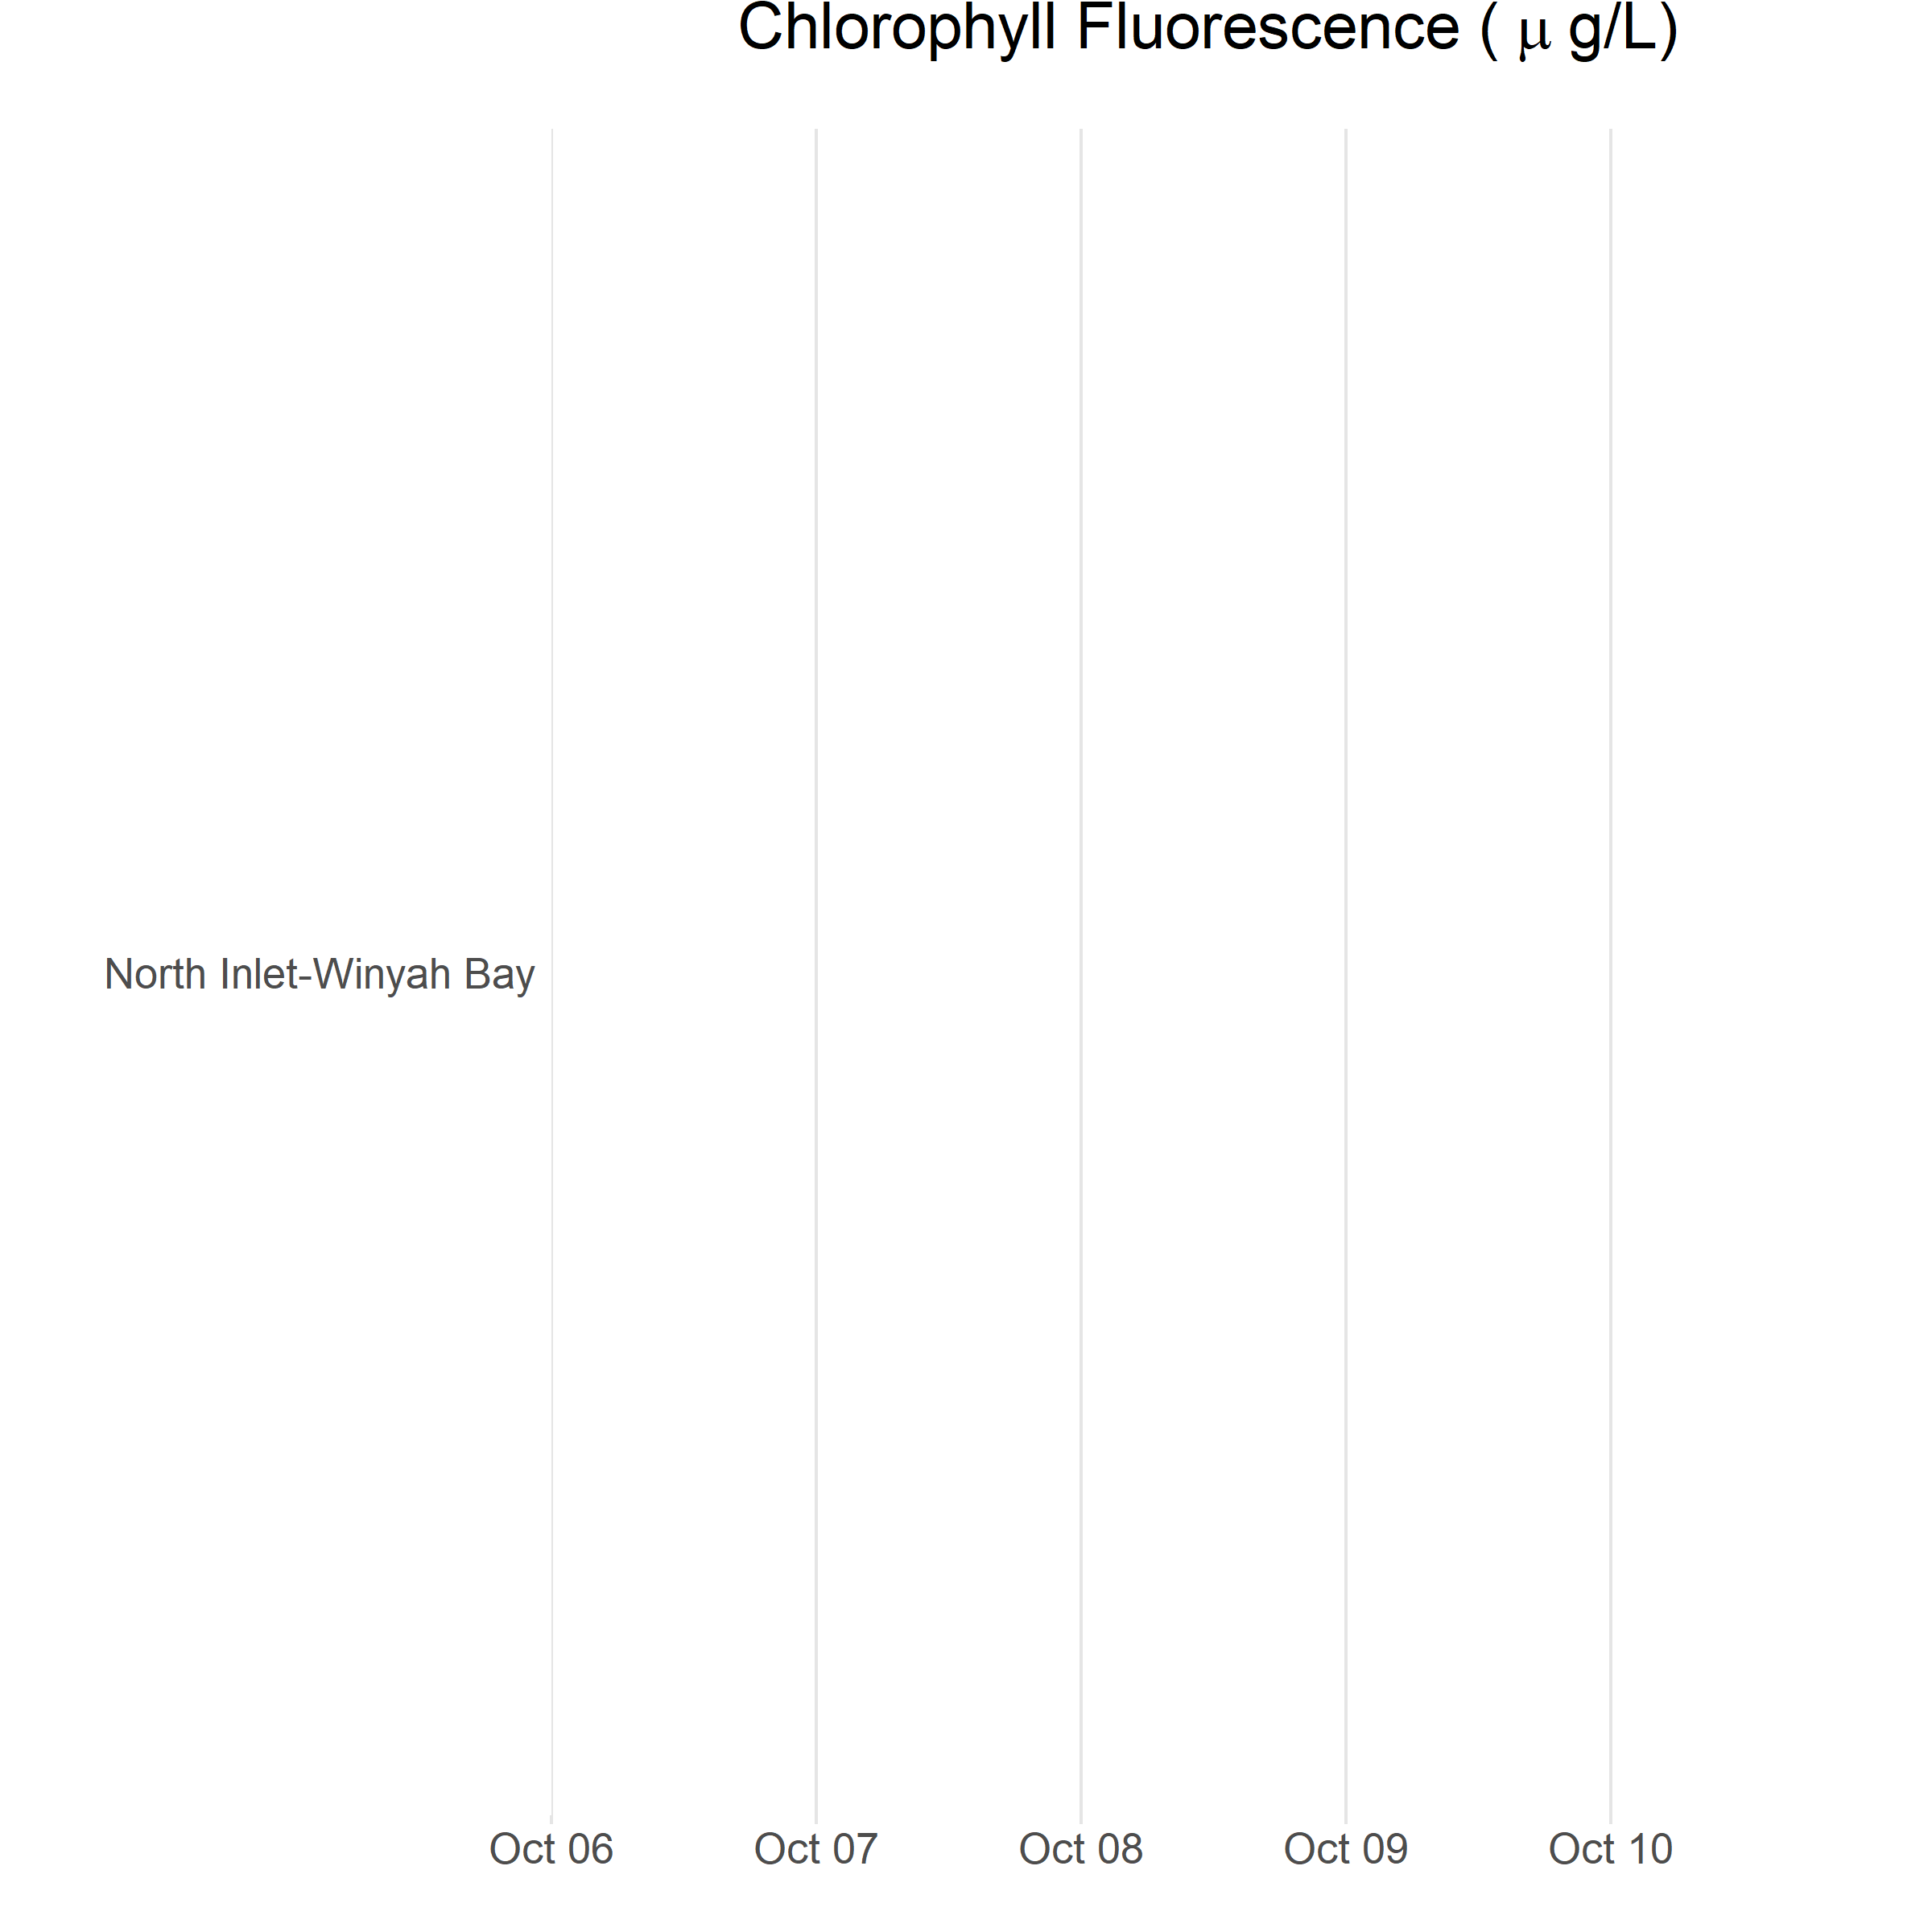 Chlorophyll Fluorescence ( μ g/L)
North Inlet-Winyah Bay
Oct 06 Oct 07 Oct 08 Oct 09 Oct 10